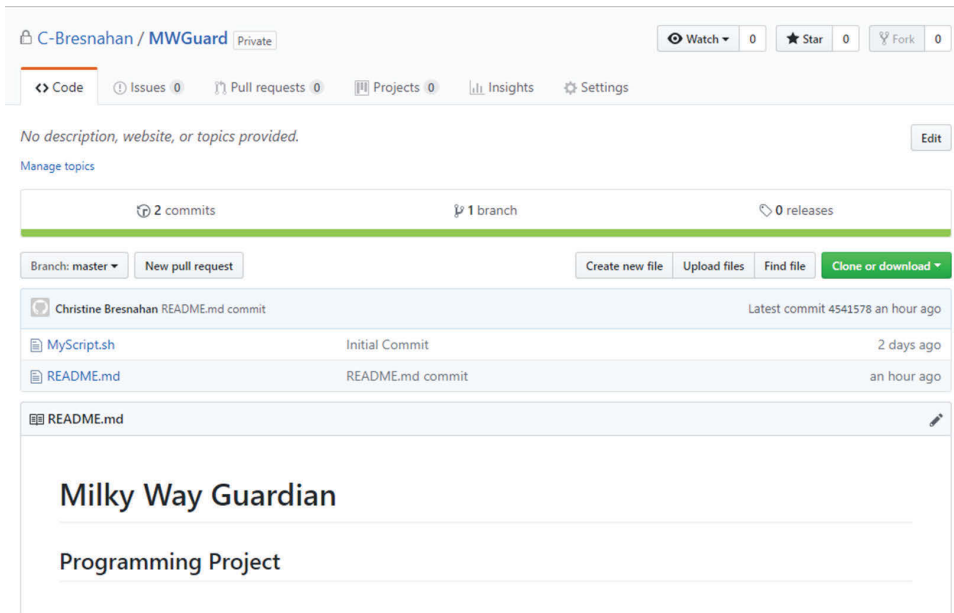 C-Bresnahan / MWGuard Private Watch 0 Star 0 Fork 0
<> Code Issues 0 Pull requests 0 Projects 0 Insights Settings
No description, website, or topics provided. Edit
Manage topics
2 commits 1 branch 0 releases
Branch: master New pull request Create new file Upload files Find file Clone or download
Christine Bresnahan README.md commit Latest commit 4541578 an hour ago
MyScript.sh Initial Commit 2 days ago
README.md README.md commit an hour ago
README.md
Milky Way Guardian
Programming Project